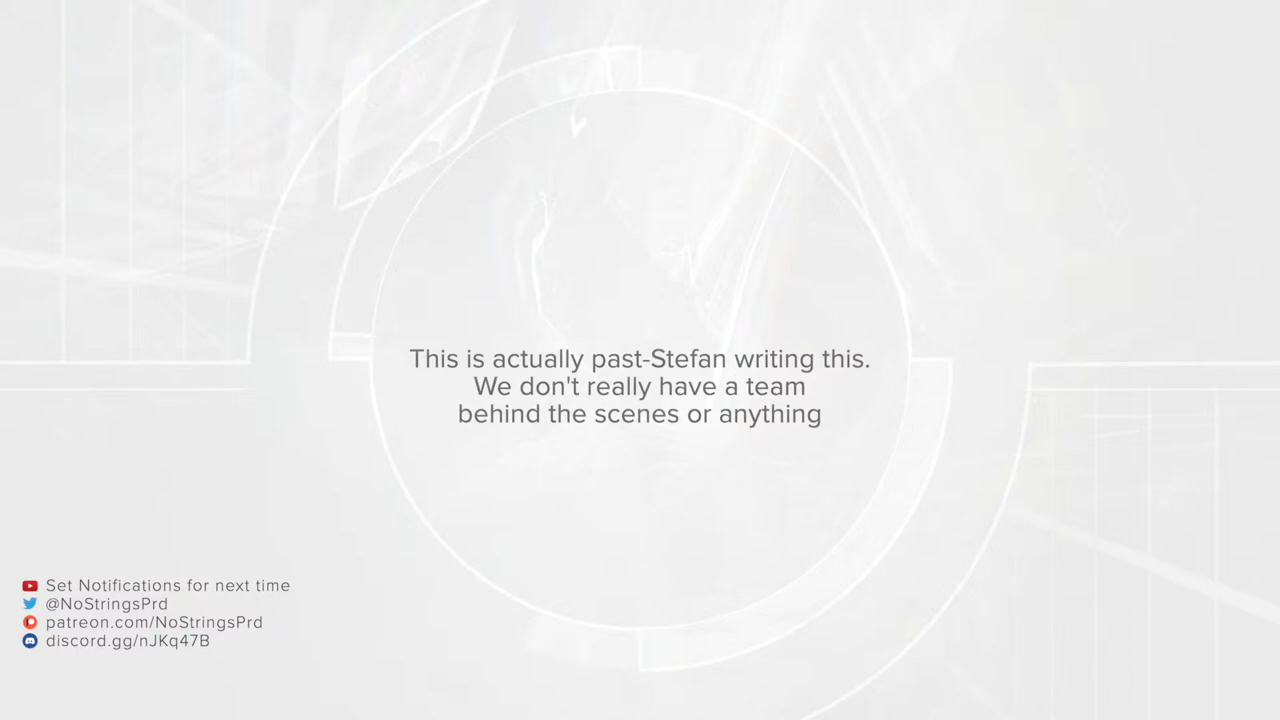 This is actually past-Stefan writing this.
We don't really have a team
behind the scenes or anything
Set Notifications for next time
@NoStringsPrd
patreon.com/NoStringsPrd
discord.gg/nJKq47B